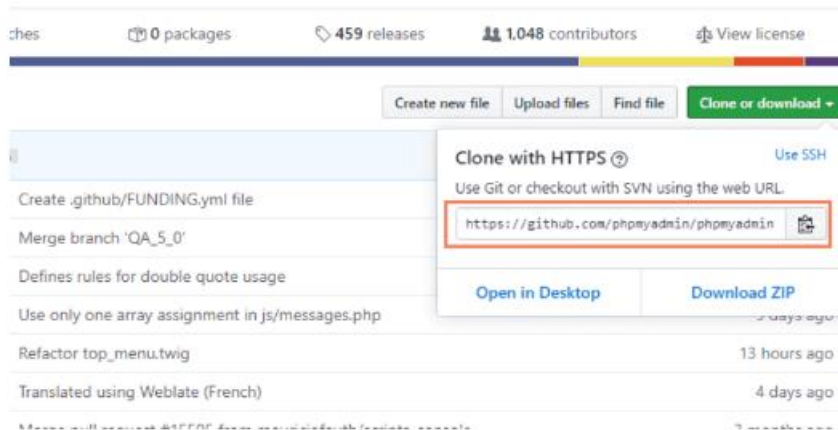 ches 0 packages 459 releases 1,048 contributors View license
Create new file Upload files Find file Clone or download
Clone with HTTPS Use SSH
Use Git or checkout with SVN using the web URL.
https://github.com/phpmyadmin/phpmyadmin
Open in Desktop Download ZIP
Create .github/FUNDING.yml file
Merge branch 'QA_5_0'
Defines rules for double quote usage
Use only one array assignment in js/messages.php days ago
Refactor top_menu.twig 13 hours ago
Translated using Weblate (French) 4 days ago